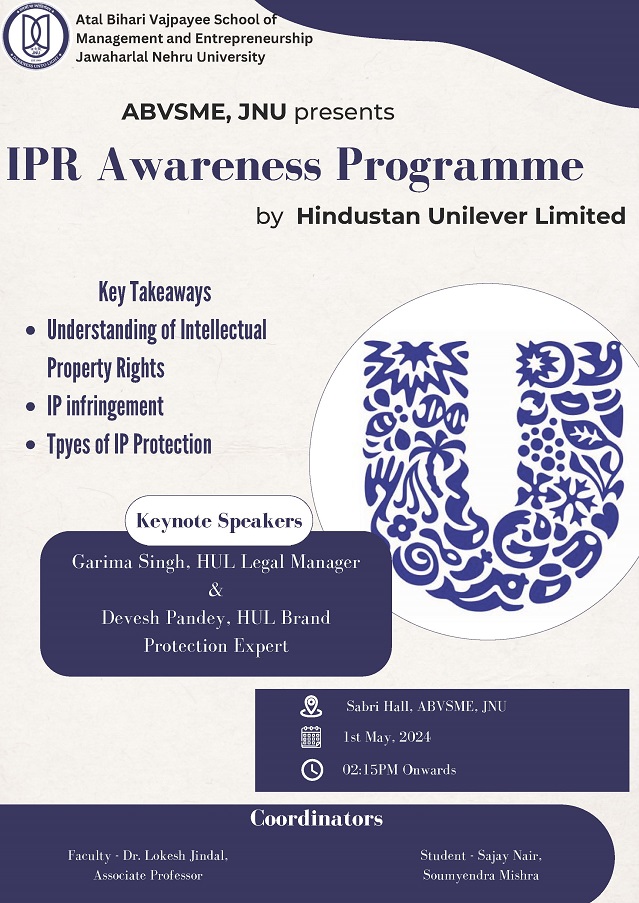 Atal Bihari Vajpayee School of
Management and Entrepreneurship
Jawaharlal Nehru University
ABVSME, JNU presents
IPR Awareness Programme
by Hindustan Unilever Limited
Key Takeaways
• Understanding of Intellectual
Property Rights
• IP infringement
• Tpyes of IP Protection
Keynote Speakers
Garima Singh, HUL Legal Manager
&
Devesh Pandey, HUL Brand
Protection Expert
Sabri Hall, ABVSME, JNU
1st May, 2024
02:15PM Onwards
Coordinators
Faculty - Dr. Lokesh Jindal,
Associate Professor
Student - Sajay Nair,
Soumyendra Mishra